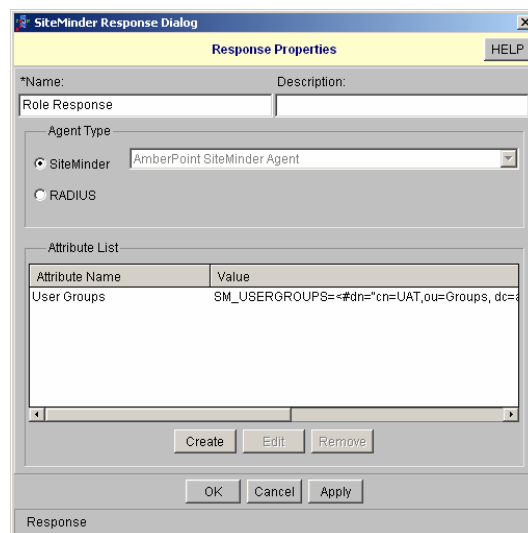 SiteMinder Response Dialog
Response Properties
HELP
*Name: Description:
Role Response
Agent Type
SiteMinder AmberPoint SiteMinder Agent
RADIUS
Attribute List
Attribute Name Value
User Groups SM_USERGROUPS=<#dn="cn=UAT,ou=Groups, dc=a
Create Edit Remove
OK Cancel Apply
Response